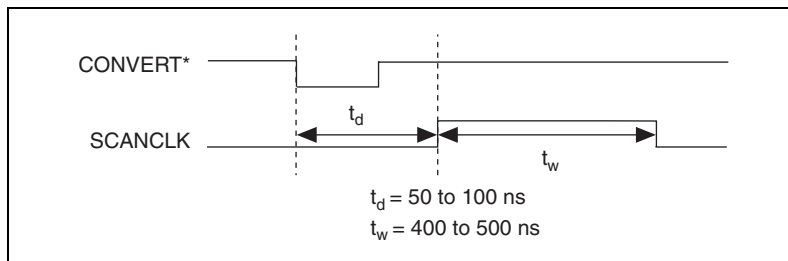 CONVERT*
t_d
SCANCLK
t_w
t_d = 50 to 100 ns
t_w = 400 to 500 ns